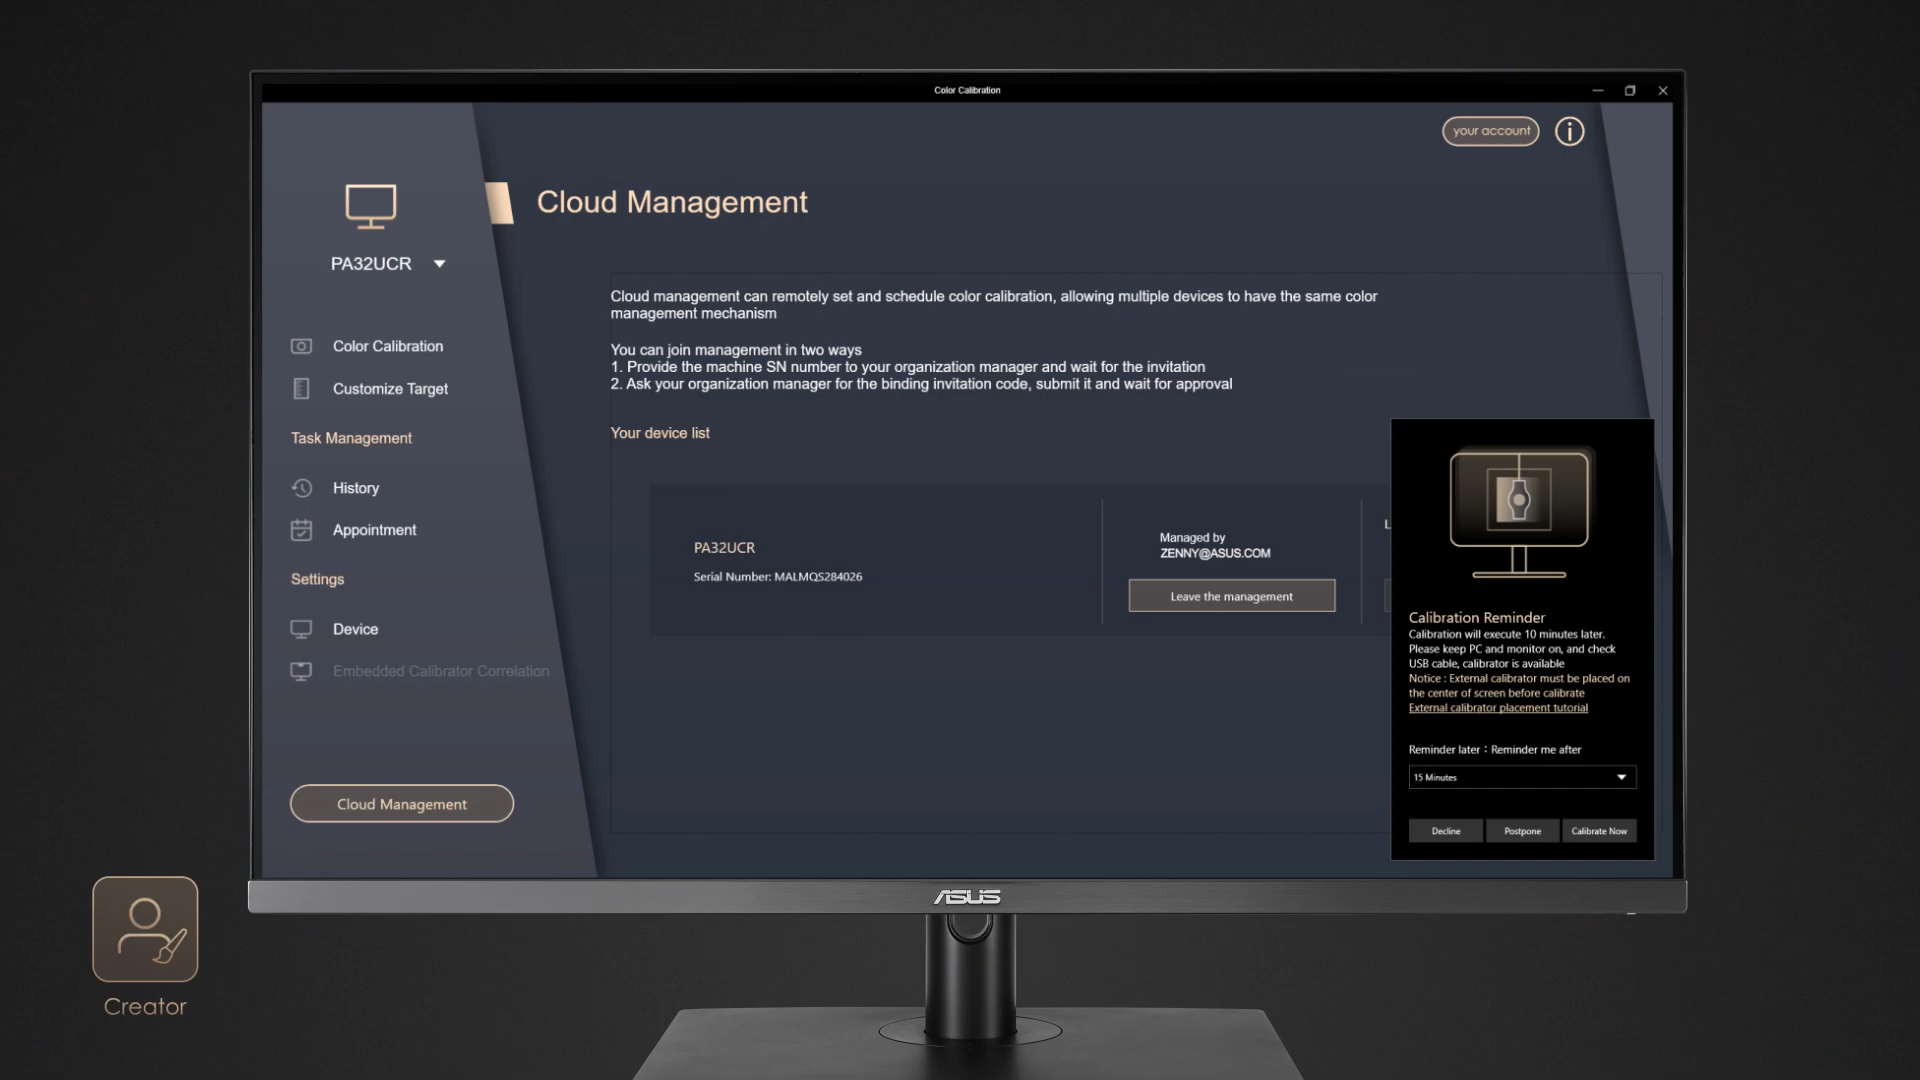 Color Calibration
your account
PA32UCR
Color Calibration
Customize Target
Task Management
History
Appointment
Settings
Device
Embedded Calibrator Correlation
Cloud Management
Cloud Management
Cloud management can remotely set and schedule color calibration, allowing multiple devices to have the same color
management mechanism
You can join management in two ways
1. Provide the machine SN number to your organization manager and wait for the invitation
2. Ask your organization manager for the binding invitation code, submit it and wait for approval
Your device list
PA32UCR
Serial Number: MALMQS284026
Managed by
ZENNY@ASUS.COM
Leave the management
Calibration Reminder
Calibration will execute 10 minutes later.
Please keep PC and monitor on, and check
USB cable, calibrator is available
Notice : External calibrator must be placed on
the center of screen before calibrate
External calibrator placement tutorial
Reminder later : Reminder me after
15 Minutes
Decline
Postpone
Calibrate Now
ASUS
Creator